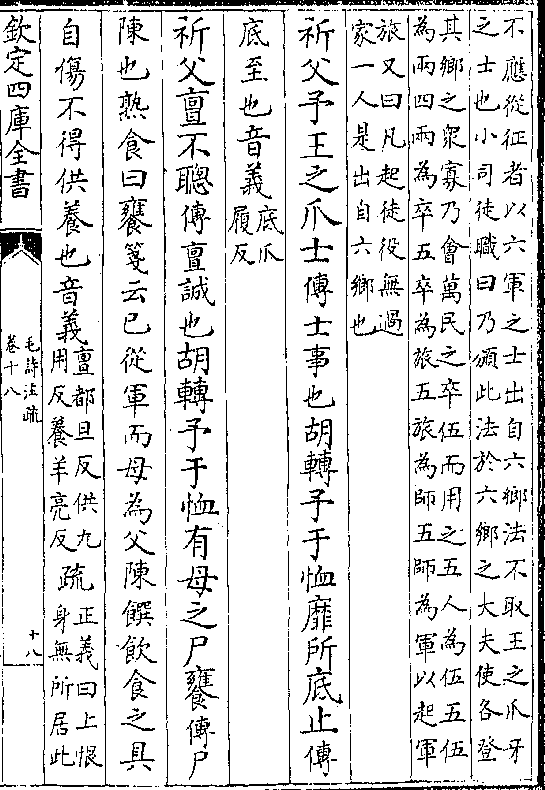 不應從征者以六軍之士出自六鄉法不取王之爪牙
之士也小司徒職曰乃頒此法於六鄉之大夫使各登
其鄉之衆寡乃會萬民之卒伍而用之五人為伍五伍
為兩四兩為卒五卒為旅五旅為師五師為軍以起軍
旅又曰凡起徒役無過
家一人是出自六鄉也
祈父予王之爪士傳士事也胡轉予于恤靡所底止傳
底至也音義
底爪
履反
祈父亶不聰傳亶誠也胡轉予于恤有母之尸饔傳尸
陳也熟食曰饔箋云已從軍而母為父陳饌飲食之具
自傷不得供養也音義
亶都旦反供九
用反養羊亮反
疏
正義曰上恨
身無所居此
欽定四庫全書
毛詩注疏
卷十八
十八